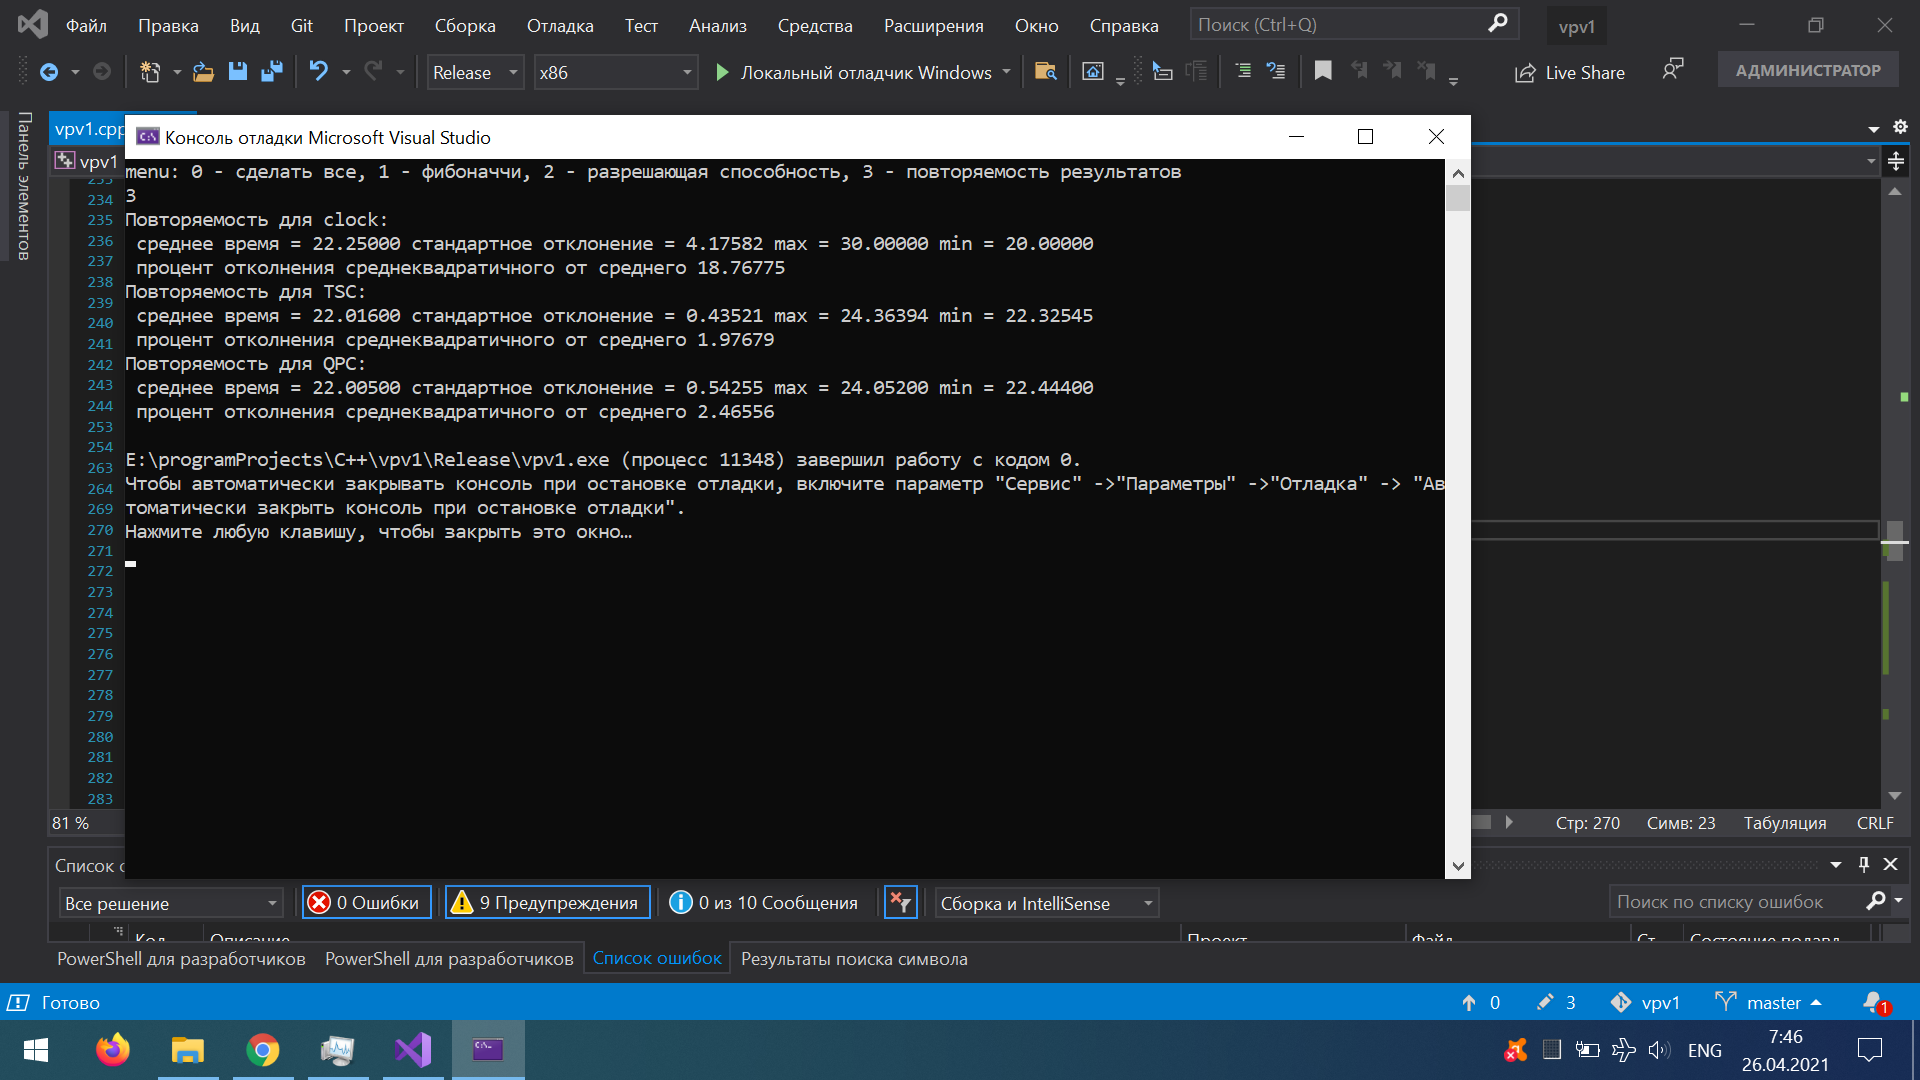 Файл Правка Вид Git Проект Сборка Отладка Тест Анализ Средства Расширения Окно Справка Поиск (Ctrl+Q) vpv1
Release x86 Локальный отладчик Windows Live Share АДМИНИСТРАТОР
Панель элементов
vpv1.cpp
vpv1
Консоль отладки Microsoft Visual Studio
menu: 0 - сделать все, 1 - фибоначчи, 2 - разрешающая способность, 3 - повторяемость результатов
3
Повторяемость для clock:
среднее время = 22.25000 стандартное отклонение = 4.17582 max = 30.00000 min = 20.00000
процент отколнения среднеквадратичного от среднего 18.76775
Повторяемость для TSC:
среднее время = 22.01600 стандартное отклонение = 0.43521 max = 24.36394 min = 22.32545
процент отколнения среднеквадратичного от среднего 1.97679
Повторяемость для QPC:
среднее время = 22.00500 стандартное отклонение = 0.54255 max = 24.05200 min = 22.44400
процент отколнения среднеквадратичного от среднего 2.46556
E:\programProjects\C++\vpv1\Release\vpv1.exe (процесс 11348) завершил работу с кодом 0.
Чтобы автоматически закрывать консоль при остановке отладки, включите параметр "Сервис" ->"Параметры" ->"Отладка" -> "Ав
томатически закрыть консоль при остановке отладки".
Нажмите любую клавишу, чтобы закрыть это окно…
234
235
236
237
238
239
240
241
242
243
244
253
254
263
264
269
270
271
272
273
274
275
276
277
278
279
280
281
282
283
81 % Стр: 270 Симв: 23 Табуляция CRLF
Список
Все решение 0 Ошибки 9 Предупреждения 0 из 10 Сообщения Сборка и IntelliSense Поиск по списку ошибок
Код Описание Проект Файл Ст
PowerShell для разработчиков PowerShell для разработчиков Список ошибок Результаты поиска символа
Готово 0 3 vpv1 master 1
ENG 7:46
26.04.2021